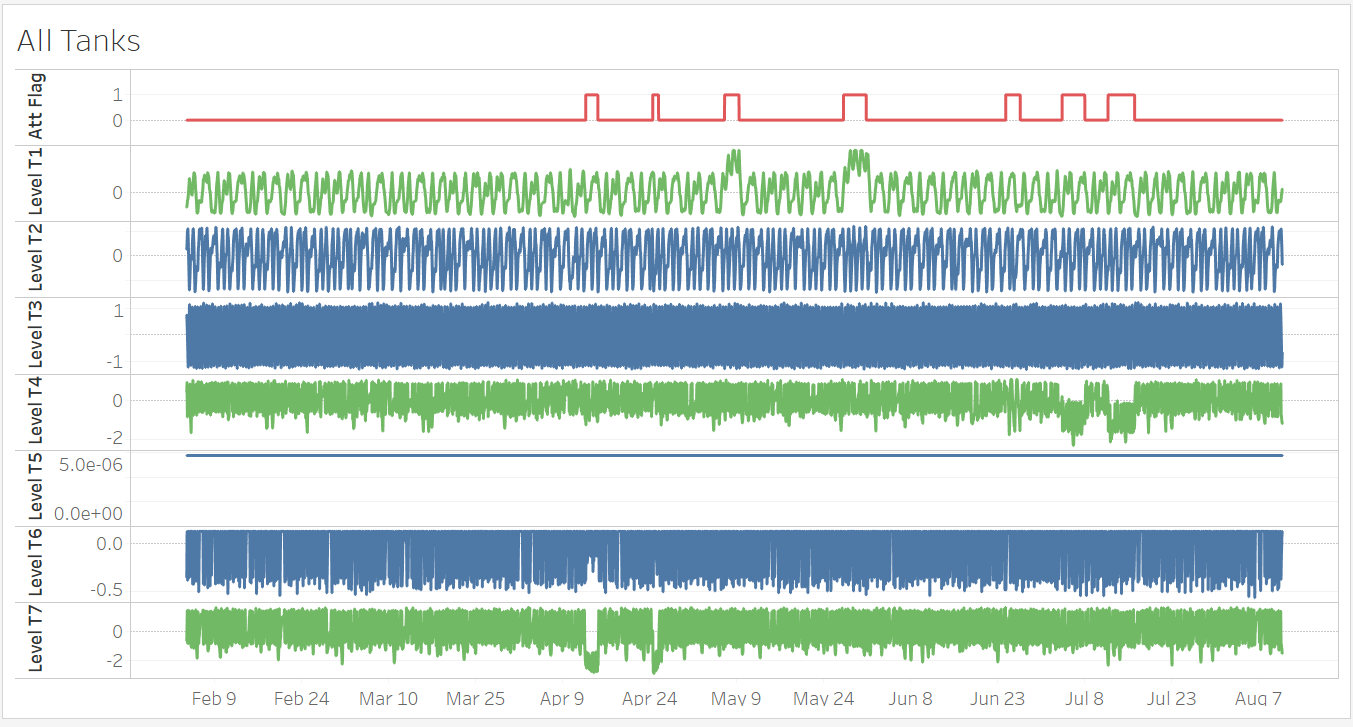 All Tanks
Att Flag
1
0
Level T1
0
Level T2
0
Level T3
1
-1
Level T4
0
-2
Level T5
5.0e-06
0.0e+00
Level T6
0.0
-0.5
Level T7
0
-2
Feb 9 Feb 24 Mar 10 Mar 25 Apr 9 Apr 24 May 9 May 24 Jun 8 Jun 23 Jul 8 Jul 23 Aug 7